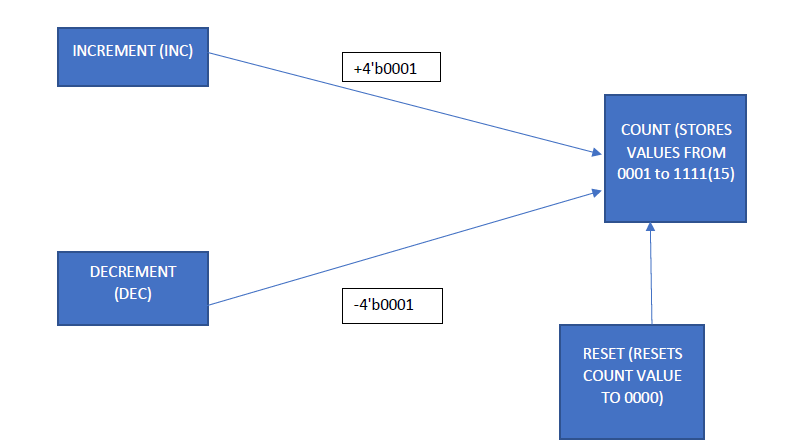 INCREMENT (INC)
+4'b0001
COUNT (STORES
VALUES FROM
0001 to 1111(15)
DECREMENT
(DEC)
-4'b0001
RESET (RESETS
COUNT VALUE
TO 0000)